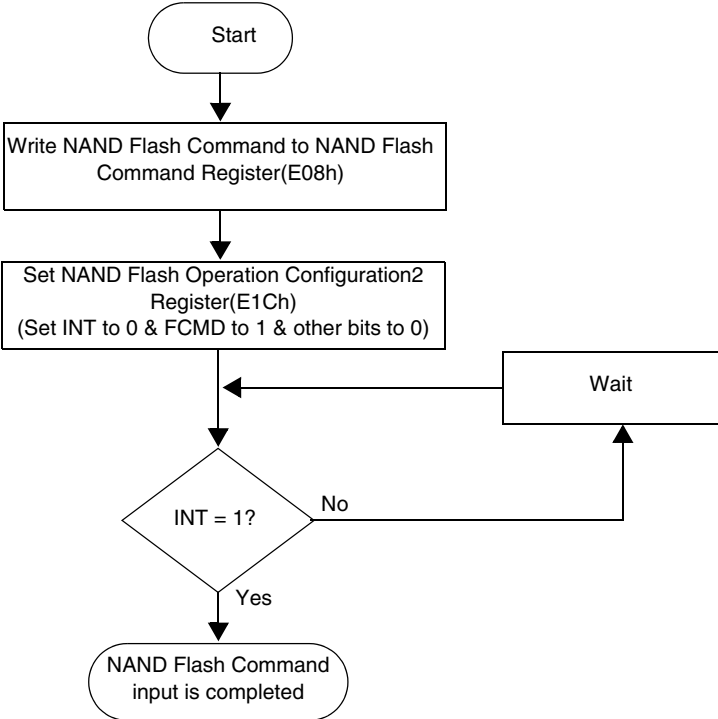 Start
Write NAND Flash Command to NAND Flash
Command Register(E08h)
Set NAND Flash Operation Configuration2
Register(E1Ch)
(Set INT to 0 & FCMD to 1 & other bits to 0)
Wait
INT = 1?
No
Yes
NAND Flash Command
input is completed